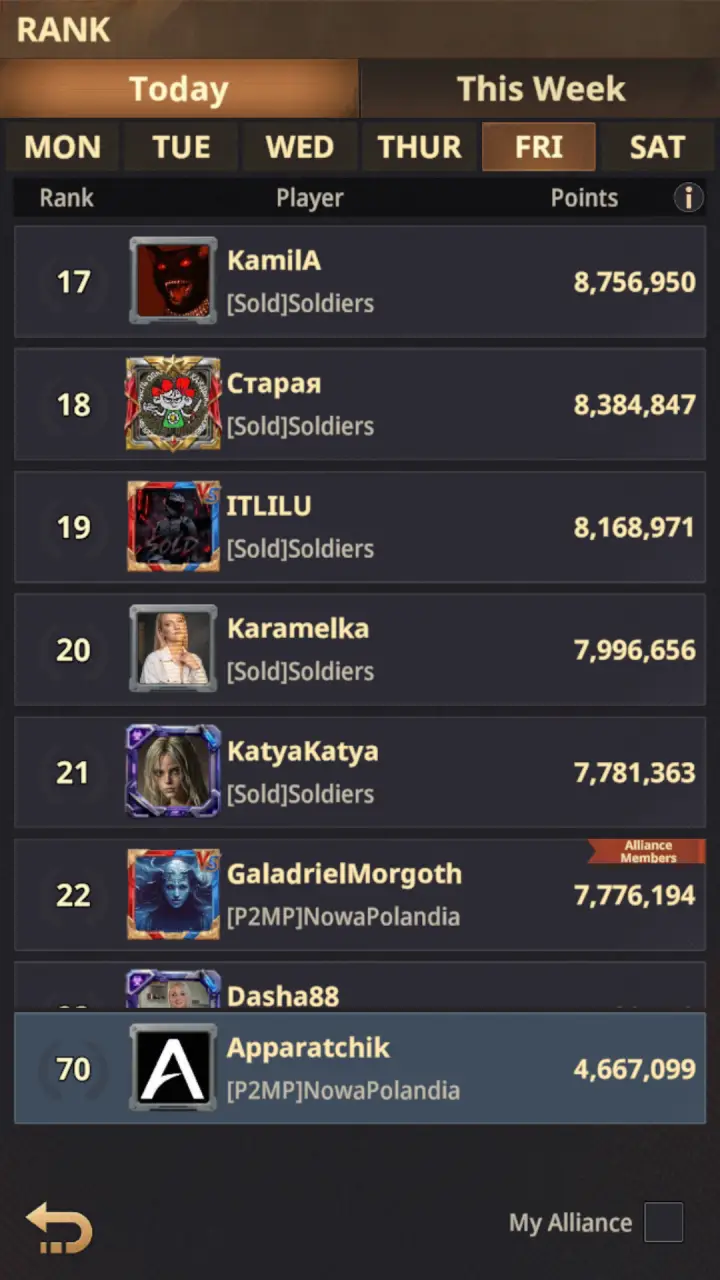 RANK
Today This Week
MON TUE WED THUR FRI SAT
Rank Player Points
17 KamilA 8,756,950
[Sold]Soldiers
18 Старая 8,384,847
[Sold]Soldiers
19 ITLILU 8,168,971
SOLD
[Sold]Soldiers
20 Karamelka 7,996,656
[Sold]Soldiers
21 KatyaKatya 7,781,363
[Sold]Soldiers
Alliance
Members
22 GaladrielMorgoth 7,776,194
[P2MP]NowaPolandia
Dasha88
70 Apparatchik 4,667,099
[P2MP]NowaPolandia
My Alliance